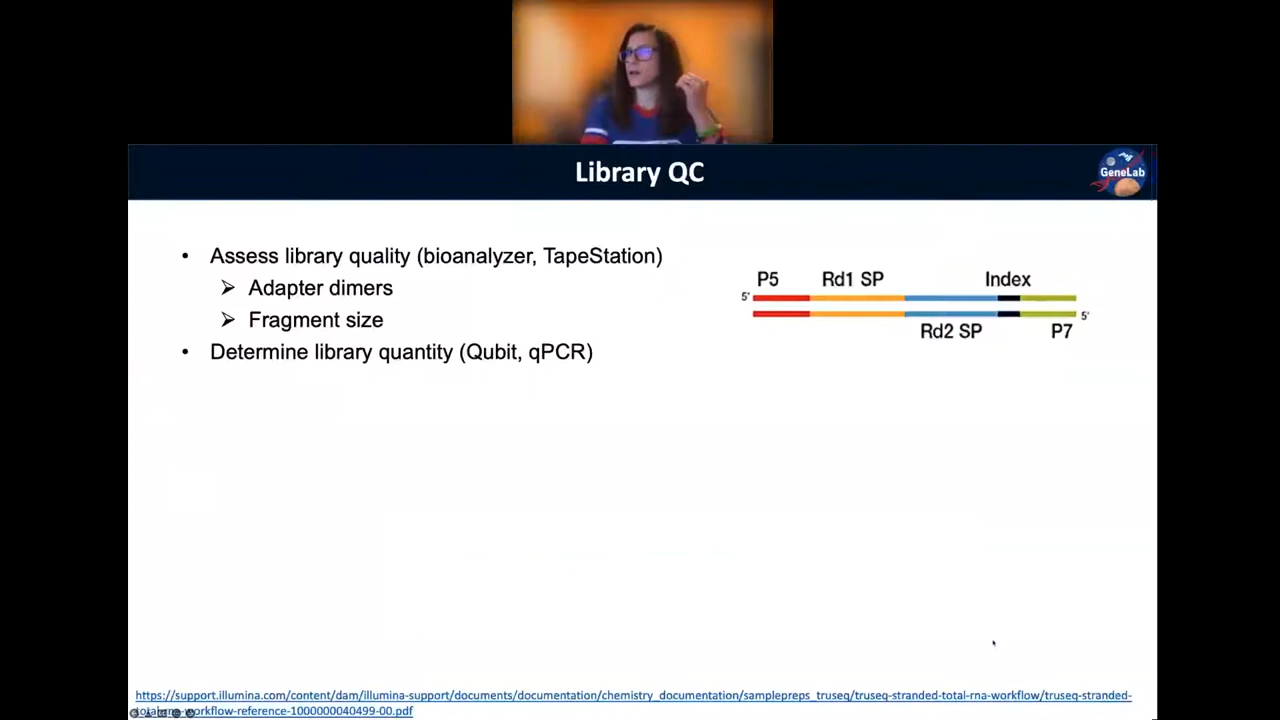 Library QC
GeneLab
• Assess library quality (bioanalyzer, TapeStation)
➢ Adapter dimers
➢ Fragment size
• Determine library quantity (Qubit, qPCR)
P5 Rd1 SP Index
5' 5'
Rd2 SP P7
https://support.illumina.com/content/dam/illumina-support/documents/documentation/chemistry_documentation/samplepreps_truseq/truseq-stranded-total-rna-workflow/truseq-stranded-
workflow-reference-1000000040499-00.pdf